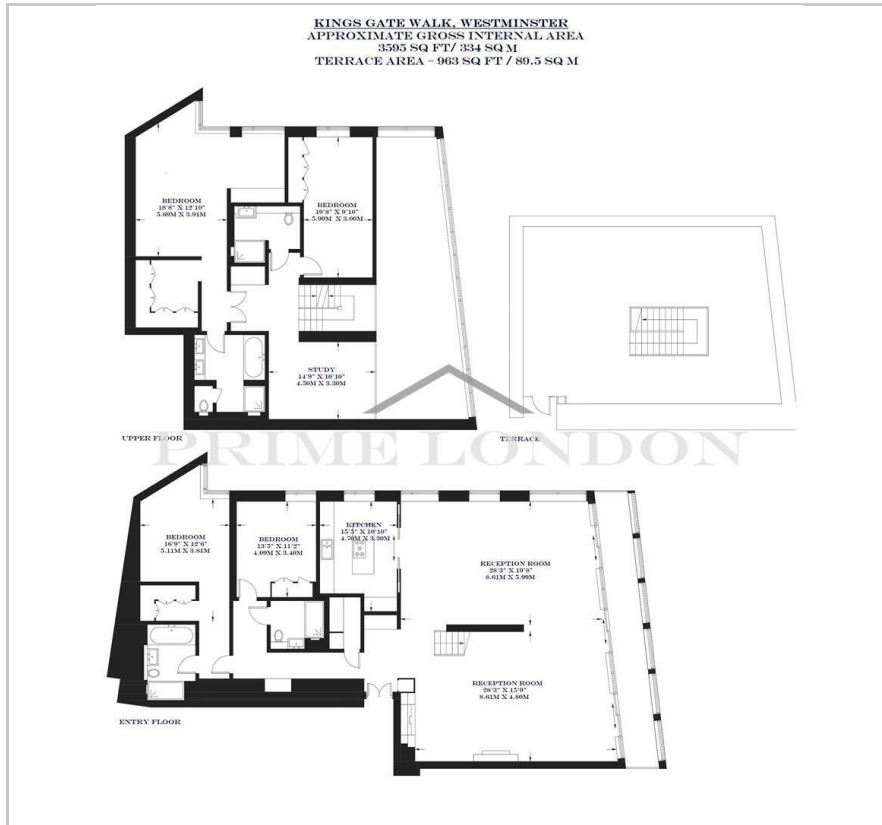 KINGS GATE WALK, WESTMINSTER
APPROXIMATE GROSS INTERNAL AREA
3595 SQ FT/ 334 SQ M
TERRACE AREA - 963 SQ FT / 89.5 SQ M
BEDROOM
18'8" X 12'10"
5.69M X 3.91M
BEDROOM
19'8" X 9'10"
5.99M X 3.00M
STUDY
14'9" X 10'10"
4.50M X 3.30M
UPPER FLOOR
TERRACE
PRIME LONDON
BEDROOM
16'9" X 12'6"
5.11M X 3.81M
BEDROOM
13'5" X 11'2"
4.09M X 3.40M
KITCHEN
15'5" X 10'10"
4.70M X 3.30M
RECEPTION ROOM
28'3" X 19'8"
8.61M X 5.99M
RECEPTION ROOM
28'3" X 15'9"
8.61M X 4.80M
ENTRY FLOOR